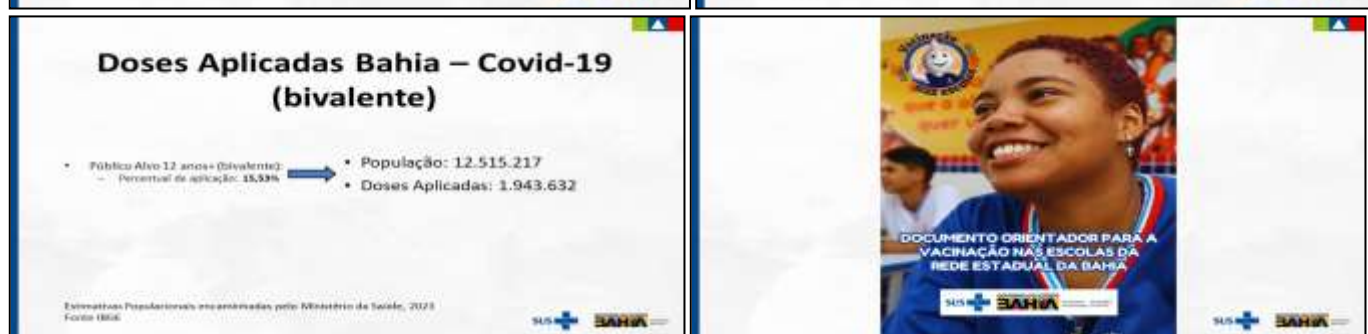 Doses Aplicadas Bahia – Covid-19
(bivalente)
• Público Alvo 12 anos+ (bivalente):
– Percentual de aplicação: 15,53%
• População: 12.515.217
• Doses Aplicadas: 1.943.632
Estimativas Populacionais encaminhadas pelo Ministério da Saúde, 2023
Fonte IBGE
SUS
BAHIA
Vacinação
DOCUMENTO ORIENTADOR PARA A
VACINAÇÃO NAS ESCOLAS DA
REDE ESTADUAL DA BAHIA
SUS
BAHIA
SUS
BAHIA